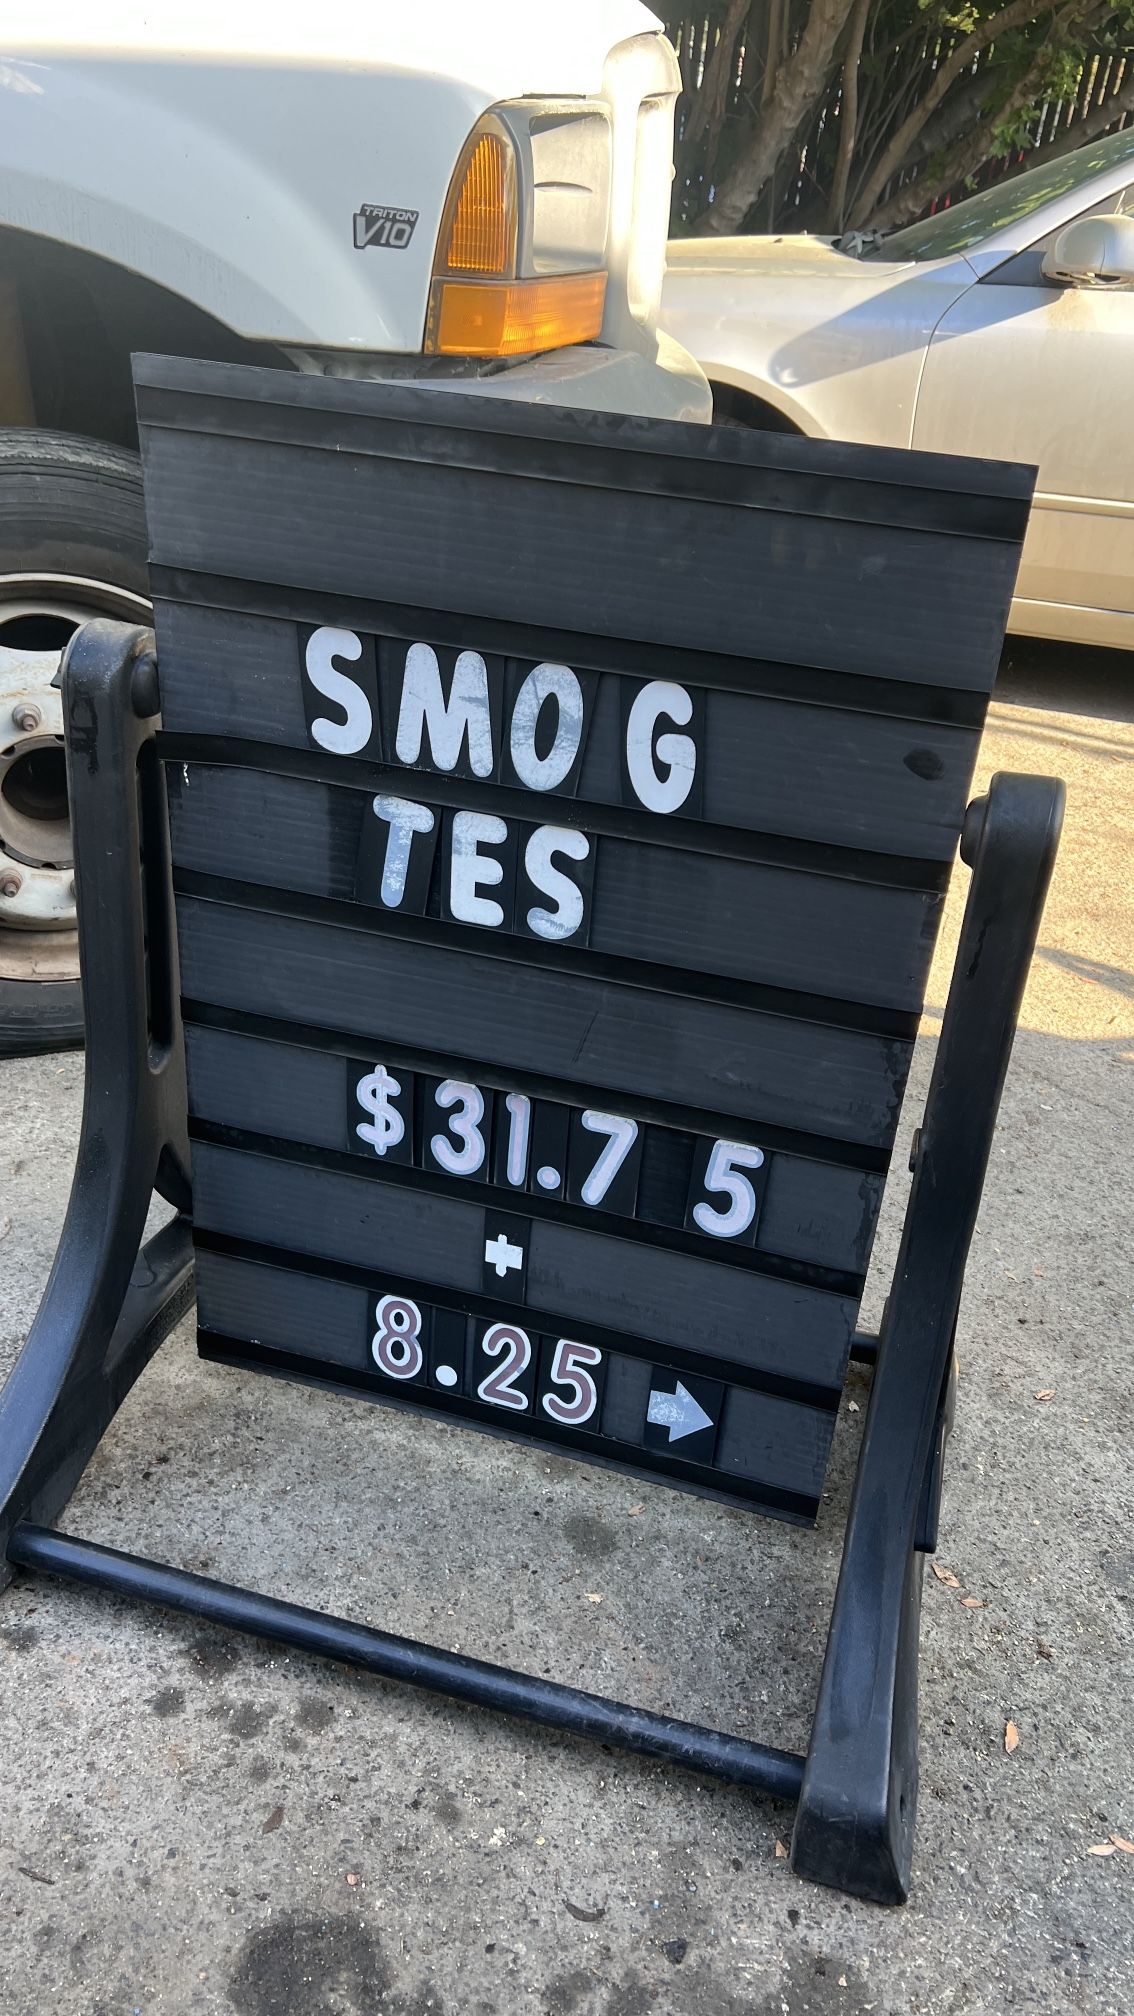 TRITON
V10
SMOG
TES
$31.75
+
8.25 →